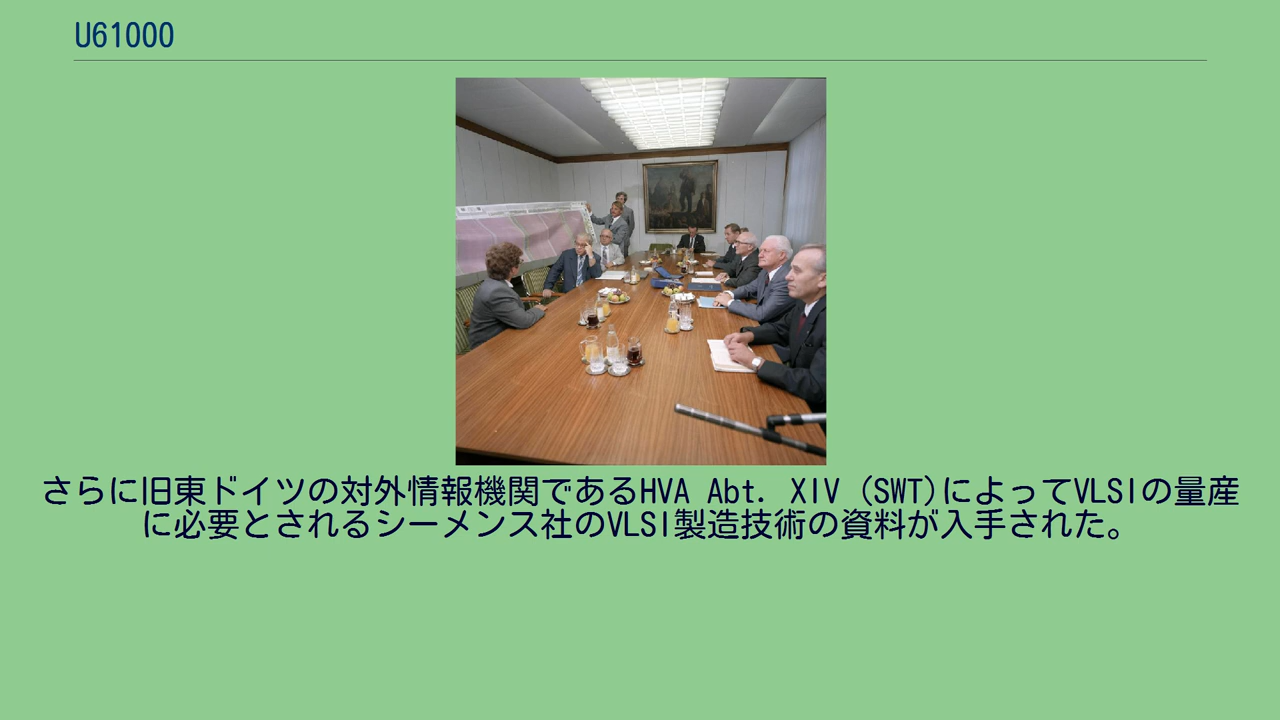 U61000
さらに旧東ドイツの対外情報機関であるHVA Abt. XIV (SWT)によってVLSIの量産
に必要とされるシーメンス社のVLSI製造技術の資料が入手された。